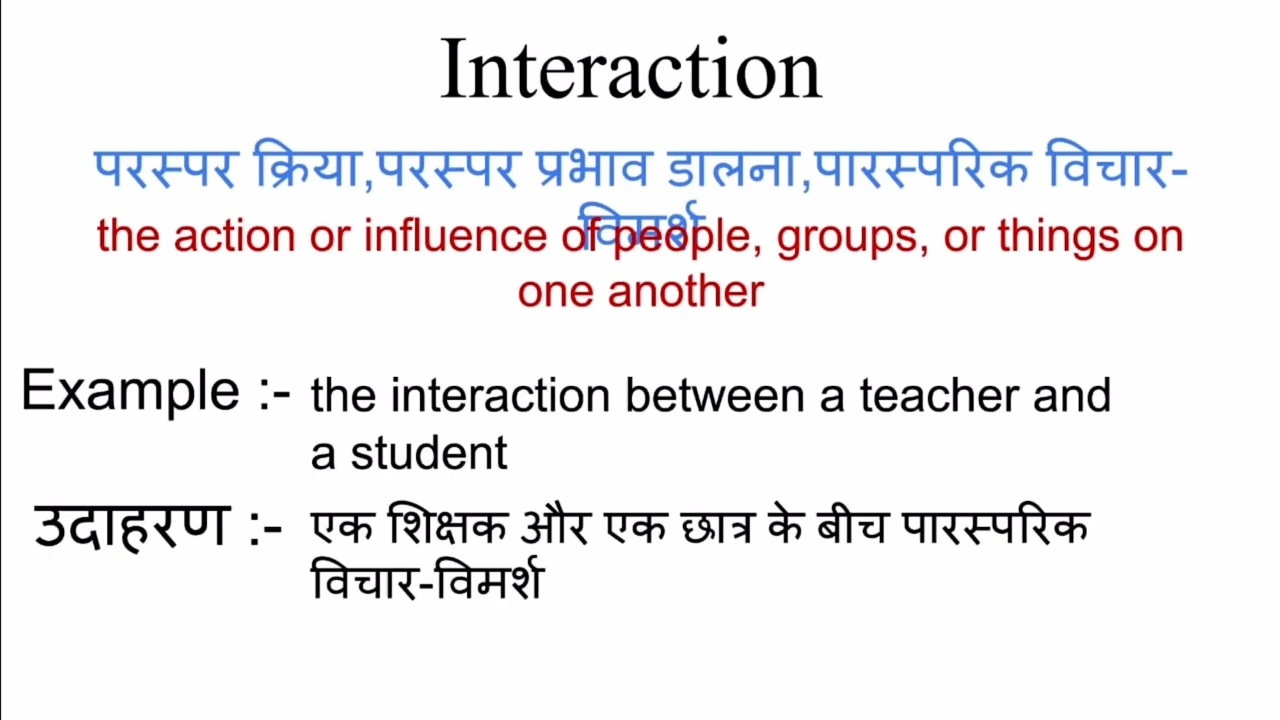 Interaction
परस्पर क्रिया,परस्पर प्रभाव डालना,पारस्परिक विचार-
विमर्श
the action or influence of people, groups, or things on
one another
Example :- the interaction between a teacher and
a student
उदाहरण :- एक शिक्षक और एक छात्र के बीच पारस्परिक
विचार-विमर्श